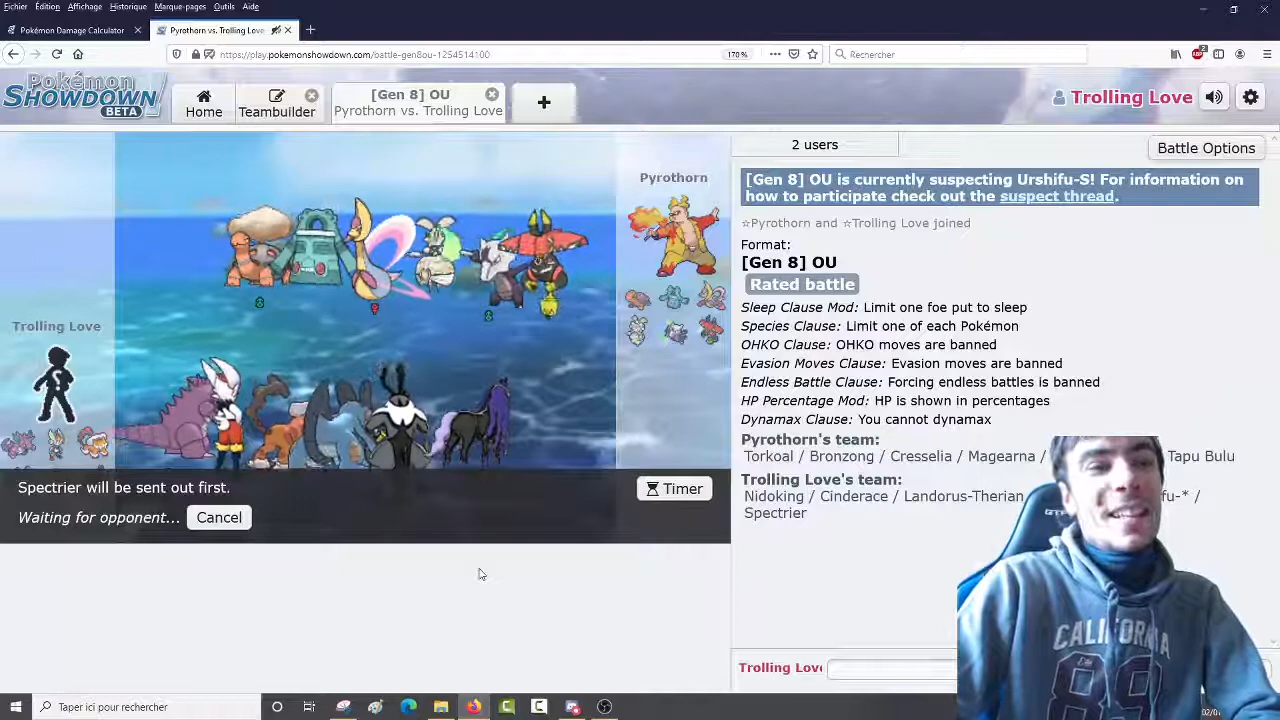 Fichier Édition Affichage Historique Marque-pages Outils Aide
Pokémon Damage Calculator
Pyrothorn vs. Trolling Love
https://play.pokemonshowdown.com/battle-gen8ou-1254514100
170%
Rechercher
Pokémon
SHOWDOWN
BETA
Home
Teambuilder
[Gen 8] OU
Pyrothorn vs. Trolling Love
Trolling Love
2 users
Battle Options
Pyrothorn
[Gen 8] OU is currently suspecting Urshifu-S! For information on
how to participate check out the suspect thread.
☆Pyrothorn and ☆Trolling Love joined
Format:
[Gen 8] OU
Rated battle
Sleep Clause Mod: Limit one foe put to sleep
Species Clause: Limit one of each Pokémon
OHKO Clause: OHKO moves are banned
Evasion Moves Clause: Evasion moves are banned
Endless Battle Clause: Forcing endless battles is banned
HP Percentage Mod: HP is shown in percentages
Dynamax Clause: You cannot dynamax
Pyrothorn's team:
Torkoal / Bronzong / Cresselia / Magearna / Tapu Bulu
Trolling Love's team:
Nidoking / Cinderace / Landorus-Therian fu-* /
Spectrier
Trolling Love
Spectrier will be sent out first.
Waiting for opponent...
Cancel
Timer
Trolling Lov
CALIFORNIA
89
Taper ici pour rechercher